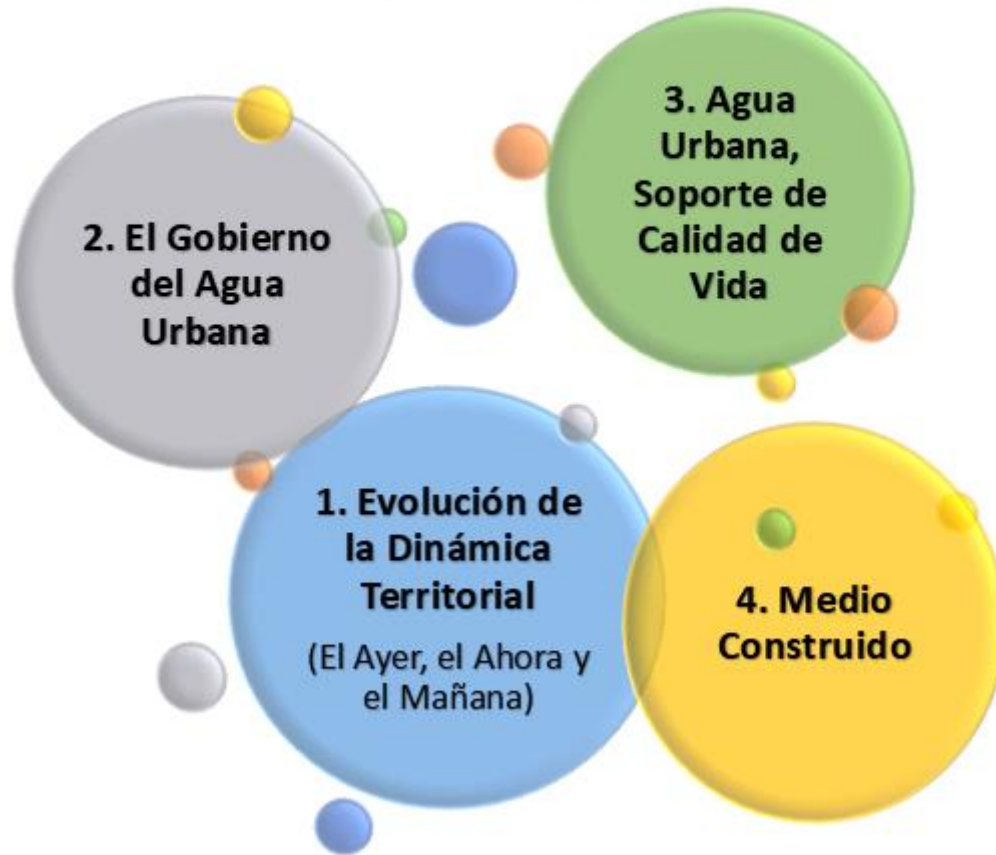 1. Evolución de
la Dinámica
Territorial
(El Ayer, el Ahora y
el Mañana)
2. El Gobierno
del Agua
Urbana
3. Agua
Urbana,
Soporte de
Calidad de
Vida
4. Medio
Construido